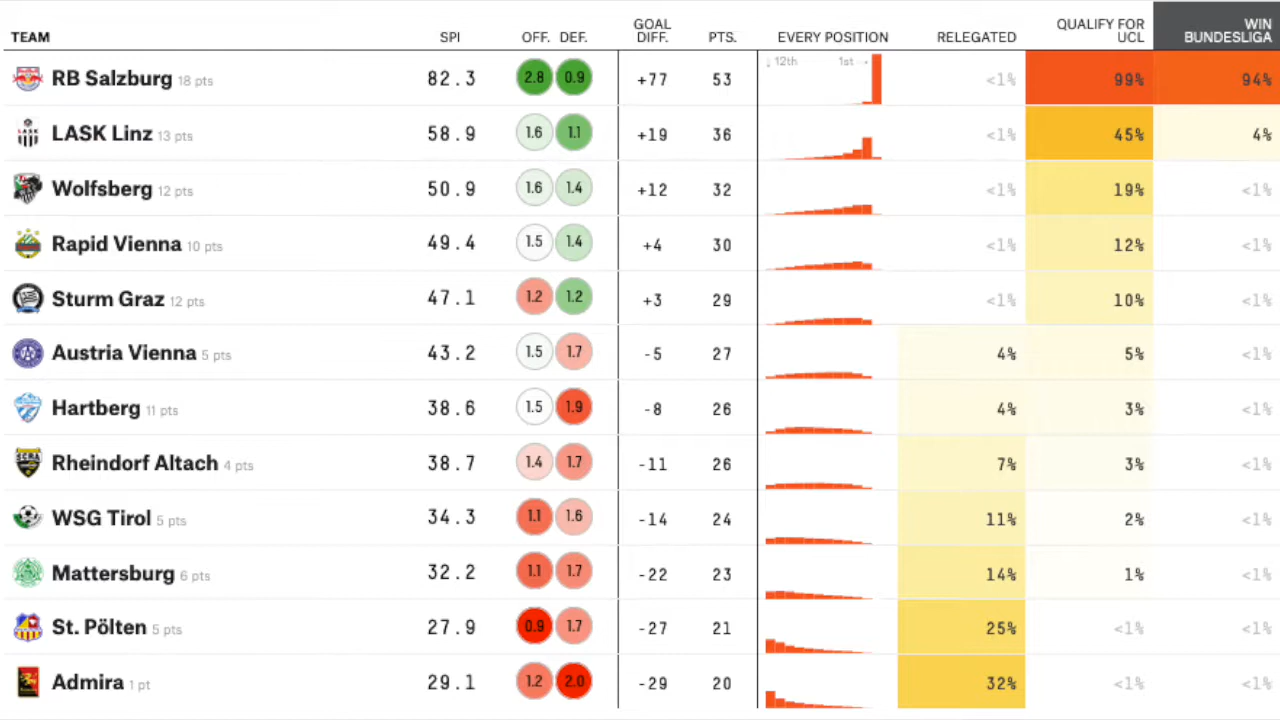 TEAM SPI OFF. DEF. GOAL DIFF. PTS. EVERY POSITION RELEGATED QUALIFY FOR UCL WIN BUNDESLIGA
↓ 12th 1st→
RB Salzburg 18 pts 82.3 2.8 0.9 +77 53 <1% 99% 94%
LASK Linz 13 pts 58.9 1.6 1.1 +19 36 <1% 45% 4%
Wolfsberg 12 pts 50.9 1.6 1.4 +12 32 <1% 19% <1%
Rapid Vienna 10 pts 49.4 1.5 1.4 +4 30 <1% 12% <1%
Sturm Graz 12 pts 47.1 1.2 1.2 +3 29 <1% 10% <1%
Austria Vienna 5 pts 43.2 1.5 1.7 -5 27 4% 5% <1%
Hartberg 11 pts 38.6 1.5 1.9 -8 26 4% 3% <1%
Rheindorf Altach 4 pts 38.7 1.4 1.7 -11 26 7% 3% <1%
WSG Tirol 5 pts 34.3 1.1 1.6 -14 24 11% 2% <1%
Mattersburg 6 pts 32.2 1.1 1.7 -22 23 14% 1% <1%
St. Pölten 5 pts 27.9 0.9 1.7 -27 21 25% <1% <1%
Admira 1 pt 29.1 1.2 2.0 -29 20 32% <1% <1%